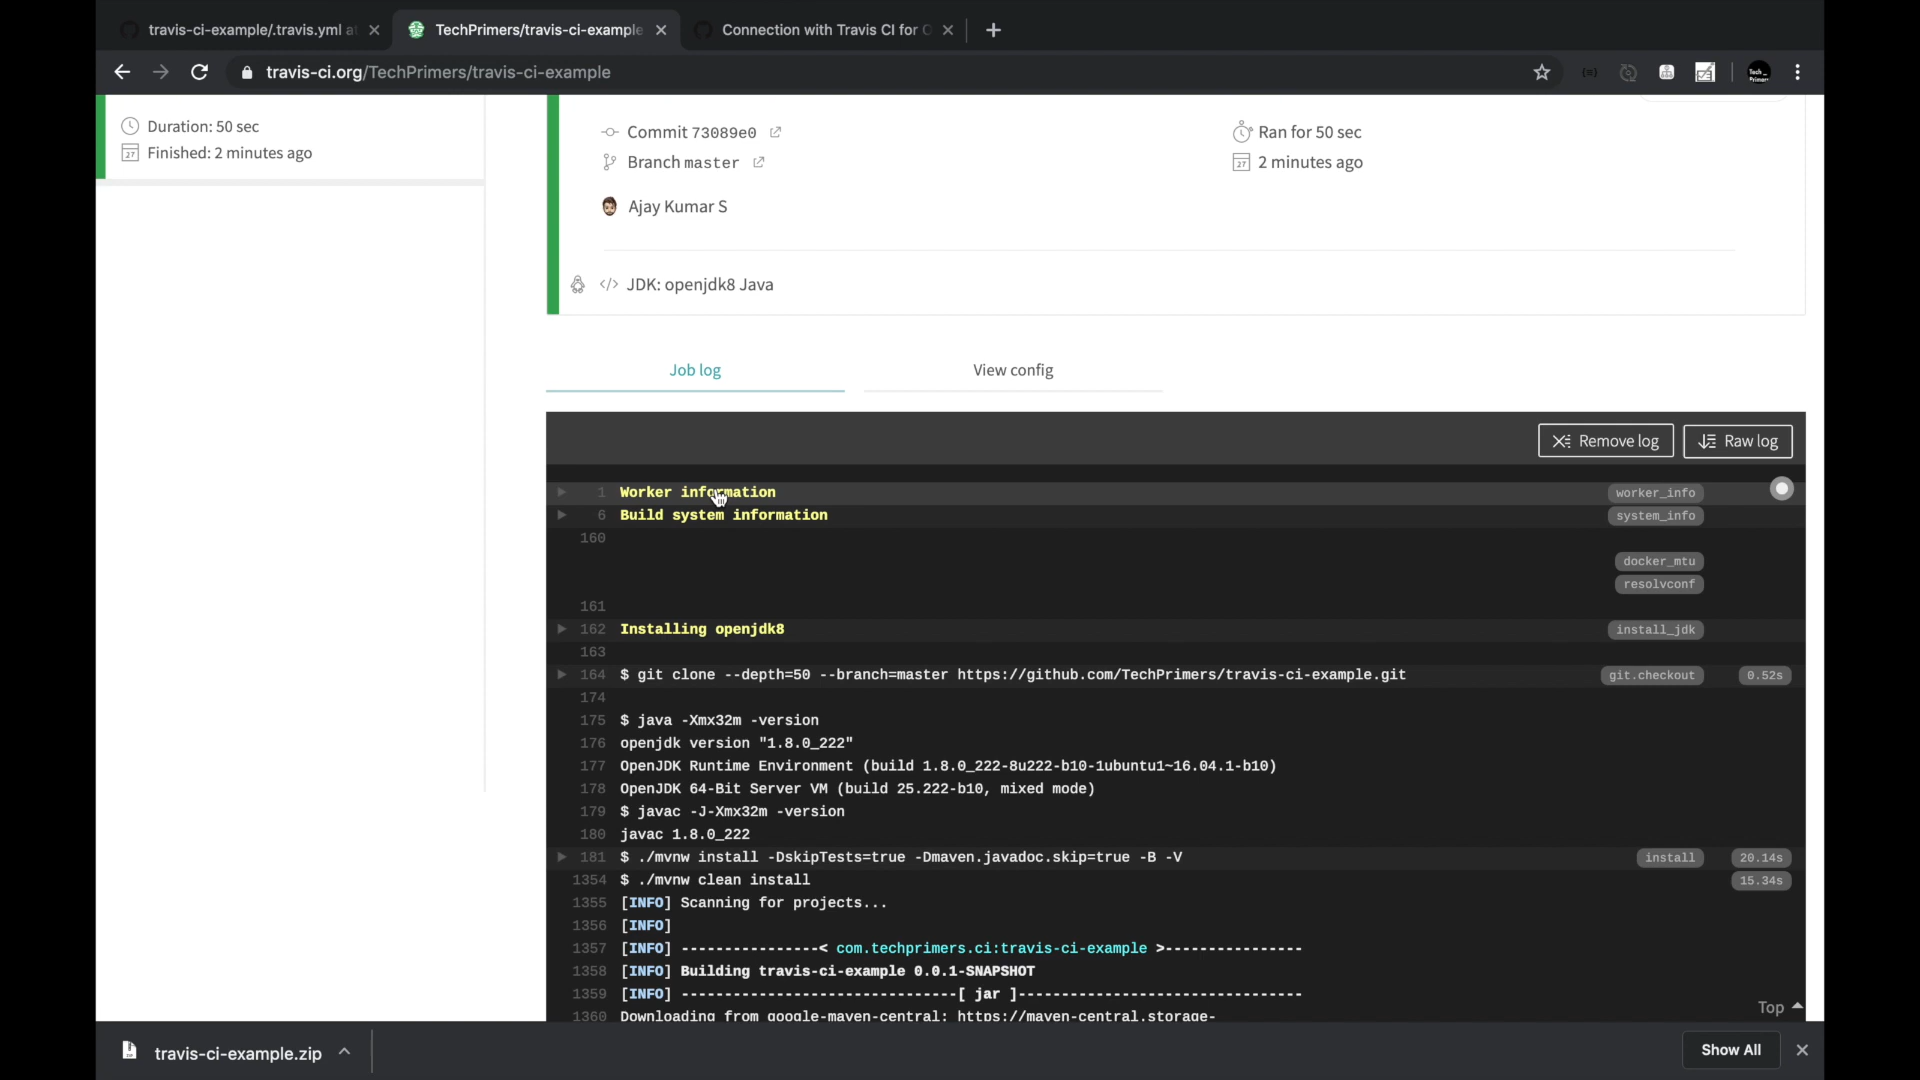 travis-ci-example/.travis.yml a
TechPrimers/travis-ci-example
Connection with Travis CI for
travis-ci.org/TechPrimers/travis-ci-example
Duration: 50 sec
27 Finished: 2 minutes ago
Commit 73089e0
Ran for 50 sec
Branch master
27 2 minutes ago
Ajay Kumar S
</> JDK: openjdk8 Java
Job log
View config
Remove log
Raw log
1 Worker information worker_info
6 Build system information system_info
160
docker_mtu
resolvconf
161
162 Installing openjdk8 install_jdk
163
164 $ git clone --depth=50 --branch=master https://github.com/TechPrimers/travis-ci-example.git git.checkout 0.52s
174
175 $ java -Xmx32m -version
176 openjdk version "1.8.0_222"
177 OpenJDK Runtime Environment (build 1.8.0_222-8u222-b10-1ubuntu1~16.04.1-b10)
178 OpenJDK 64-Bit Server VM (build 25.222-b10, mixed mode)
179 $ javac -J-Xmx32m -version
180 javac 1.8.0_222
181 $ ./mvnw install -DskipTests=true -Dmaven.javadoc.skip=true -B -V install 20.14s
1354 $ ./mvnw clean install 15.34s
1355 [INFO] Scanning for projects...
1356 [INFO]
1357 [INFO] ----------------< com.techprimers.ci:travis-ci-example >----------------
1358 [INFO] Building travis-ci-example 0.0.1-SNAPSHOT
1359 [INFO] --------------------------------[ jar ]---------------------------------
1360 Downloading from google-maven-central: https://maven-central.storage-
Top
travis-ci-example.zip
Show All